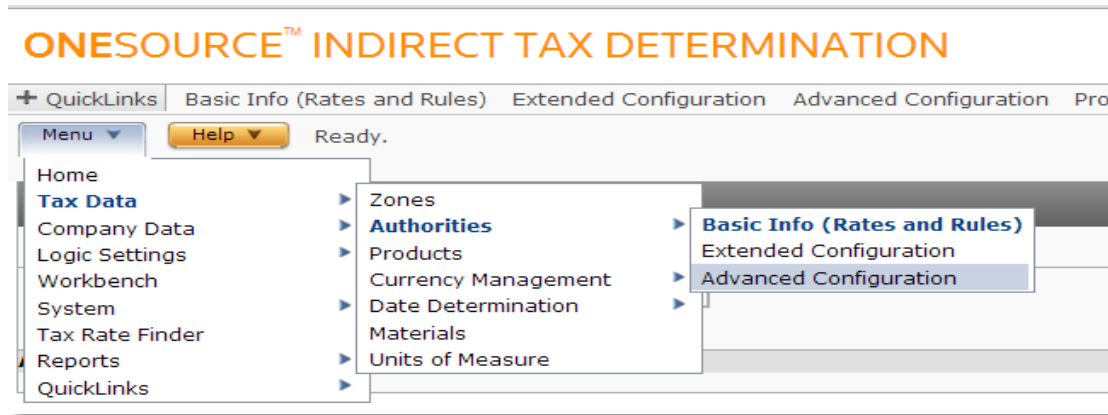 ONESOURCE™ INDIRECT TAX DETERMINATION
+ QuickLinks Basic Info (Rates and Rules) Extended Configuration Advanced Configuration Pro
Menu Help Ready.
Home
Tax Data
Company Data
Logic Settings
Workbench
System
Tax Rate Finder
Reports
QuickLinks
Zones
Authorities
Products
Currency Management
Date Determination
Materials
Units of Measure
Basic Info (Rates and Rules)
Extended Configuration
Advanced Configuration